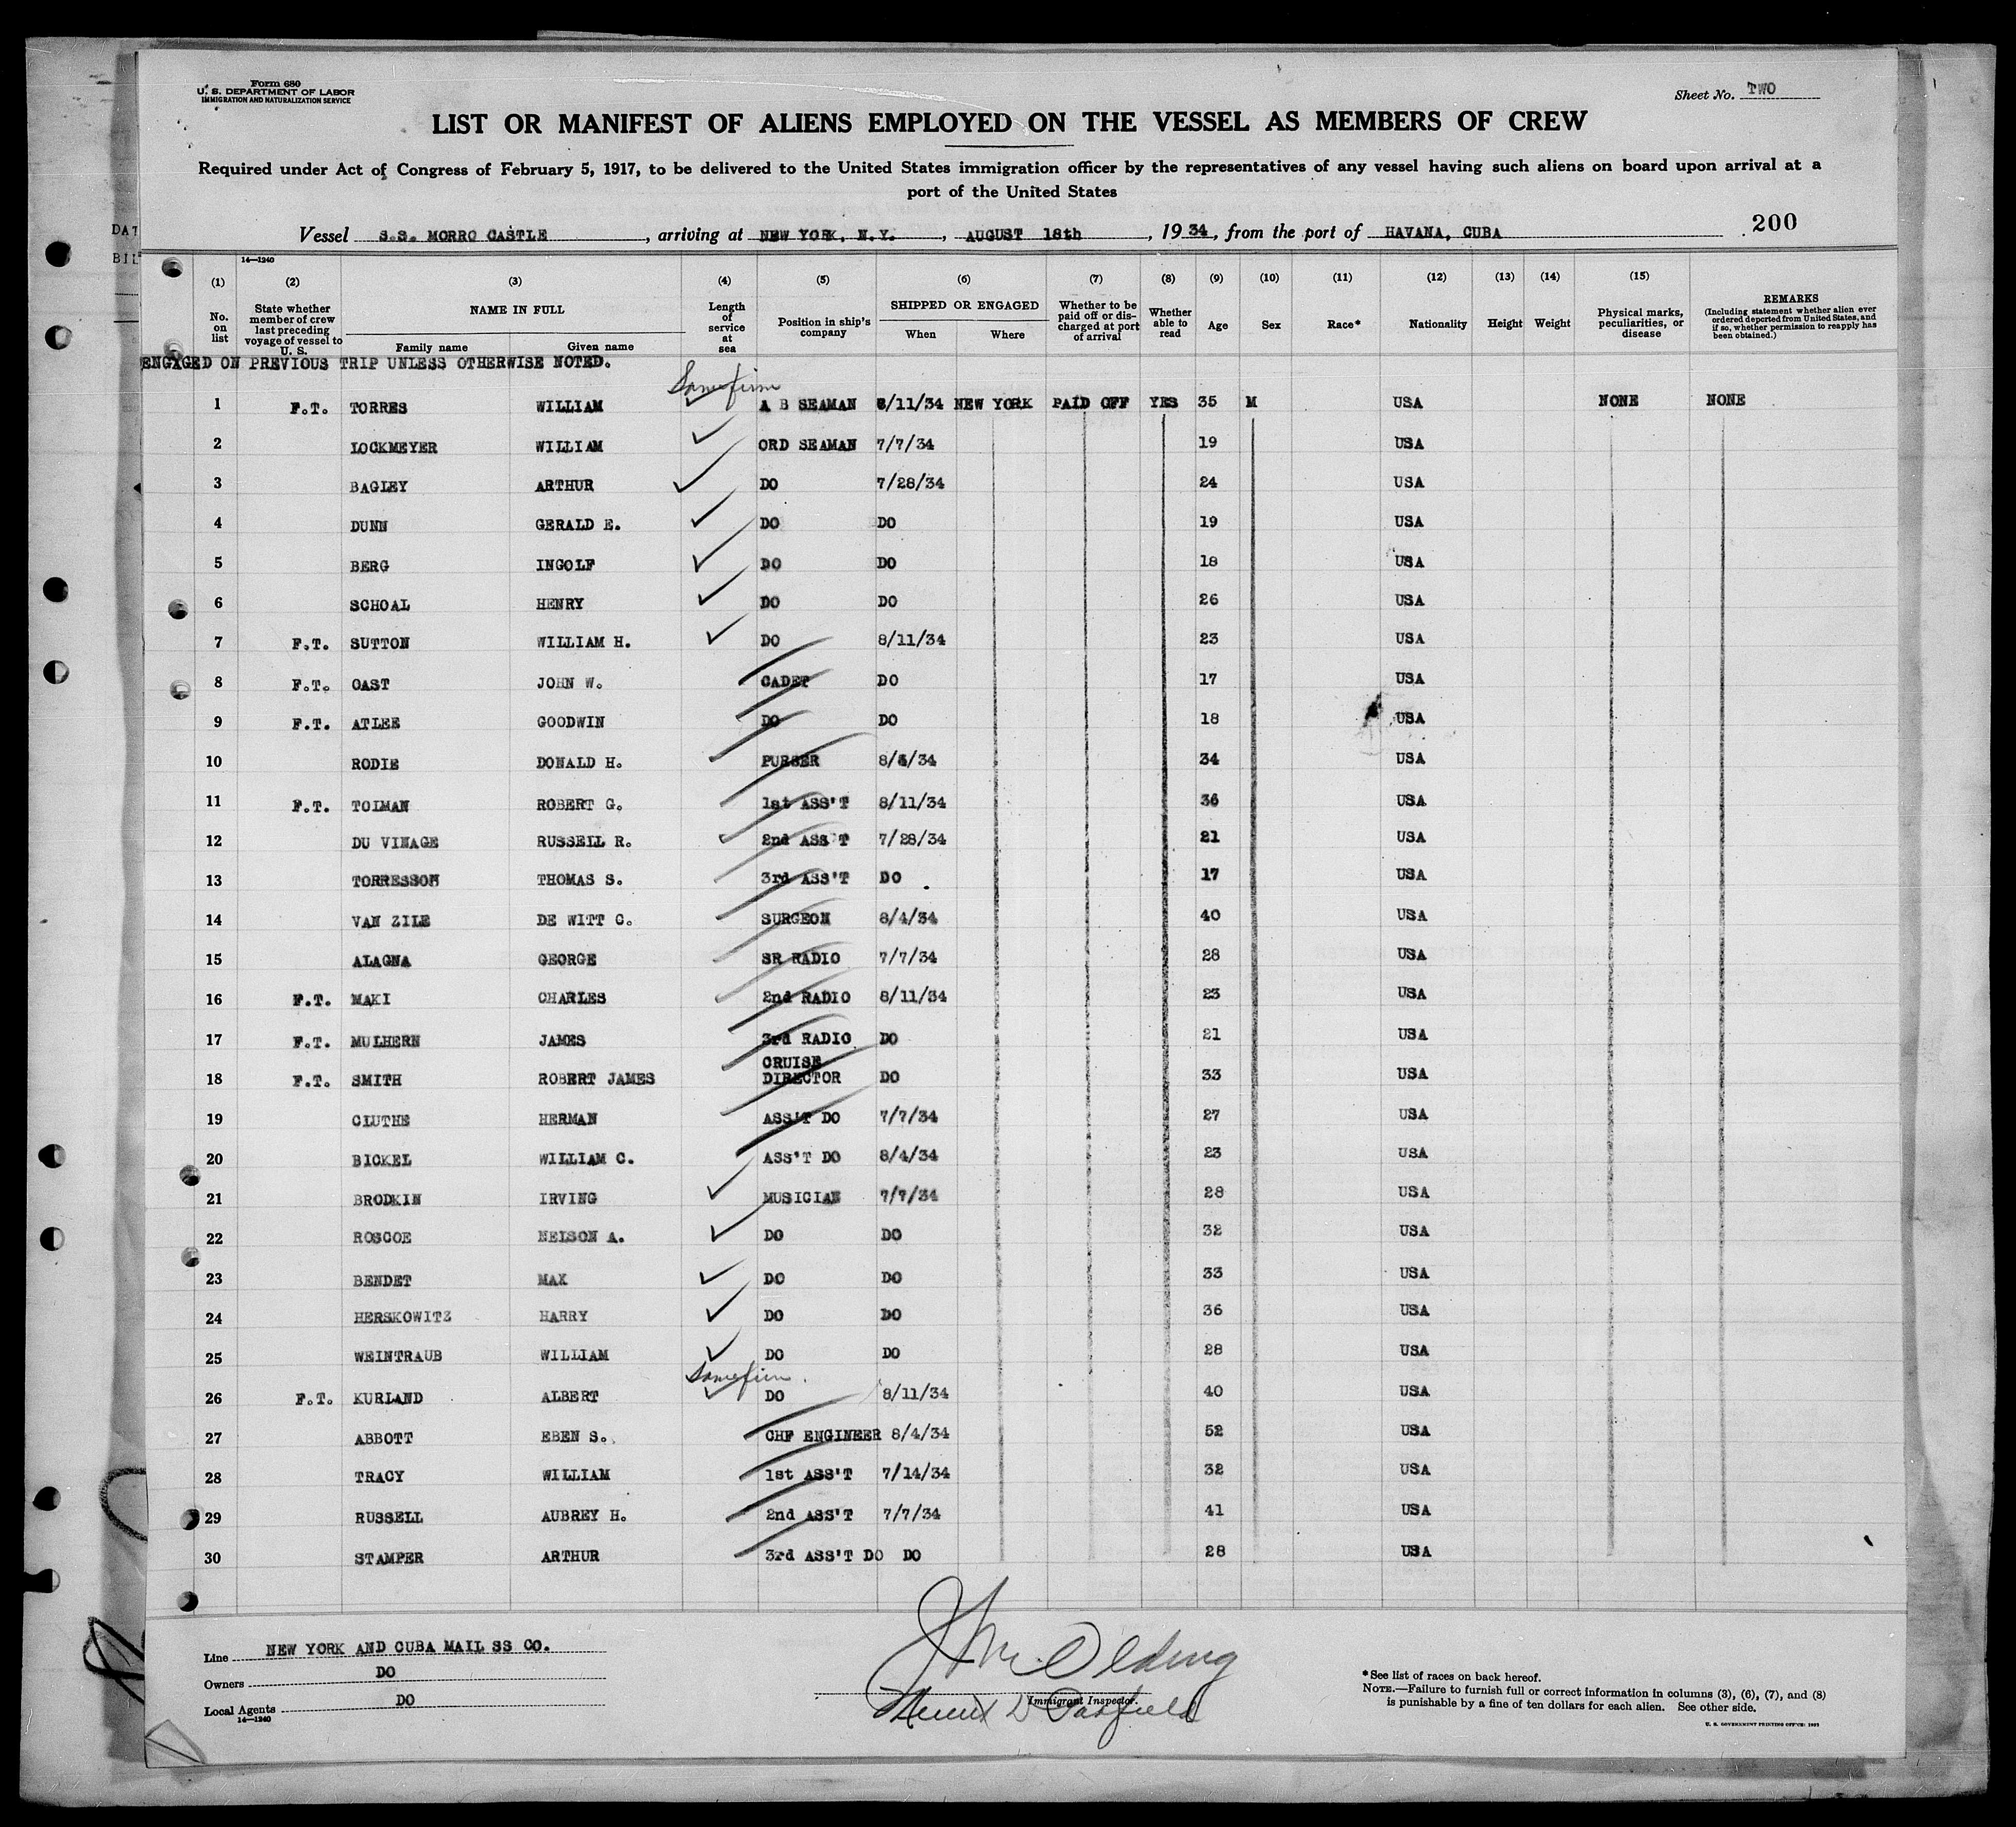 Form 680
U. S. DEPARTMENT OF LABOR
IMMIGRATION AND NATURALIZATION SERVICE
Sheet No. TWO
LIST OR MANIFEST OF ALIENS EMPLOYED ON THE VESSEL AS MEMBERS OF CREW
Required under Act of Congress of February 5, 1917, to be delivered to the United States immigration officer by the representatives of any vessel having such aliens on board upon arrival at a
port of the United States
200
Vessel S.S. MORRO CASTLE, arriving at NEW YORK, N.Y., AUGUST 18th, 1934, from the port of HAVANA, CUBA
DAT
BIL
14—1240
(1) (2) (3) (4) (5) (6) (7) (8) (9) (10) (11) (12) (13) (14) (15)
No. on list
State whether member of crew last preceding voyage of vessel to U. S.
NAME IN FULL
Family name Given name
Length of service at sea
Position in ship's company
SHIPPED OR ENGAGED
When Where
Whether to be paid off or discharged at port of arrival
Whether able to read
Age
Sex
Race*
Nationality
Height
Weight
Physical marks, peculiarities, or disease
REMARKS
(Including statement whether alien ever ordered deported from United States, and if so, whether permission to reapply has been obtained.)
ENGAGED ON PREVIOUS TRIP UNLESS OTHERWISE NOTED.
1 F.T. TORRES WILLIAM A B SEAMAN 8/11/34 NEW YORK PAID OFF YES 35 M USA NONE NONE
2 LOCKMEYER WILLIAM ORD SEAMAN 7/7/34 19 USA
3 BAGLEY ARTHUR DO 7/28/34 24 USA
4 DUNN GERALD E. DO DO 19 USA
5 BERG INGOLF DO DO 18 USA
6 SCHOAL HENRY DO DO 26 USA
7 F.T. SUTTON WILLIAM H. DO 8/11/34 23 USA
8 F.T. OAST JOHN W. CADET DO 17 USA
9 F.T. ATLEE GOODWIN DO DO 18 USA
10 RODIE DONALD H. PURSER 8/4/34 34 USA
11 F.T. TOLMAN ROBERT G. 1st ASS'T 8/11/34 36 USA
12 DU VINAGE RUSSELL R. 2nd ASS'T 7/28/34 21 USA
13 TORRESSON THOMAS S. 3rd ASS'T DO 17 USA
14 VAN ZILE DE WITT C. SURGEON 8/4/34 40 USA
15 ALAGNA GEORGE SR RADIO 7/7/34 28 USA
16 F.T. MAKI CHARLES 2nd RADIO 8/11/34 23 USA
17 F.T. MULHERN JAMES 3rd RADIO DO 21 USA
18 F.T. SMITH ROBERT JAMES CRUISE DIRECTOR DO 33 USA
19 CLUTHE HERMAN ASS'T DO 7/7/34 27 USA
20 BICKEL WILLIAM C. ASS'T DO 8/4/34 23 USA
21 BRODKIN IRVING MUSICIAN 7/7/34 28 USA
22 ROSCOE NELSON A. DO DO 32 USA
23 BENDET MAX DO DO 33 USA
24 HERSKOWITZ HARRY DO DO 36 USA
25 WEINTRAUB WILLIAM DO DO 28 USA
26 F.T. KURLAND ALBERT DO 8/11/34 40 USA
27 ABBOTT EBEN S. CHF ENGINEER 8/4/34 52 USA
28 TRACY WILLIAM 1st ASS'T 7/14/34 32 USA
29 RUSSELL AUBREY H. 2nd ASS'T 7/7/34 41 USA
30 STAMPER ARTHUR 3rd ASS'T DO DO 28 USA
Line NEW YORK AND CUBA MAIL SS CO.
Owners DO
Local Agents DO
14—1240
Immigrant Inspector.
*See list of races on back hereof.
NOTE.—Failure to furnish full or correct information in columns (3), (6), (7), and (8)
is punishable by a fine of ten dollars for each alien. See other side.
U. S. GOVERNMENT PRINTING OFFICE: